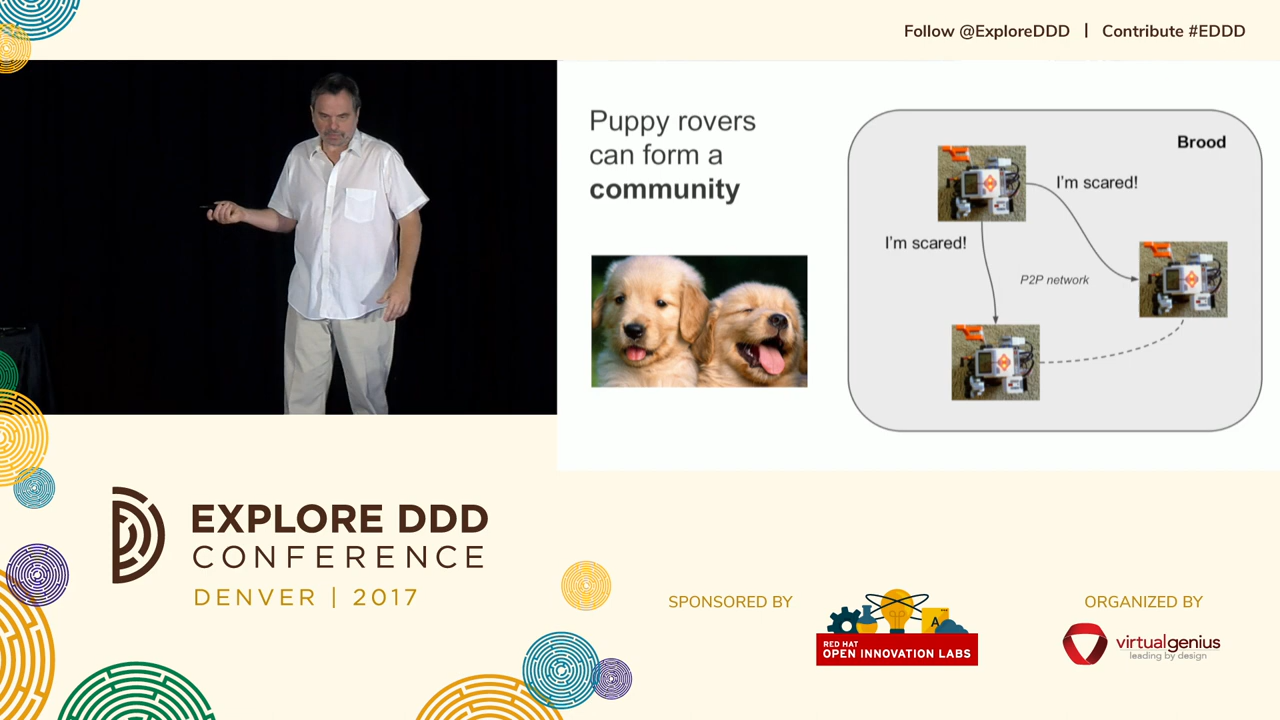 Follow @ExploreDDD | Contribute #EDDD
Puppy rovers
can form a
community
Brood
I'm scared!
I'm scared!
P2P network
EXPLORE DDD
CONFERENCE
DENVER | 2017
SPONSORED BY
A
RED HAT
OPEN INNOVATION LABS
ORGANIZED BY
virtualgenius
leading by design